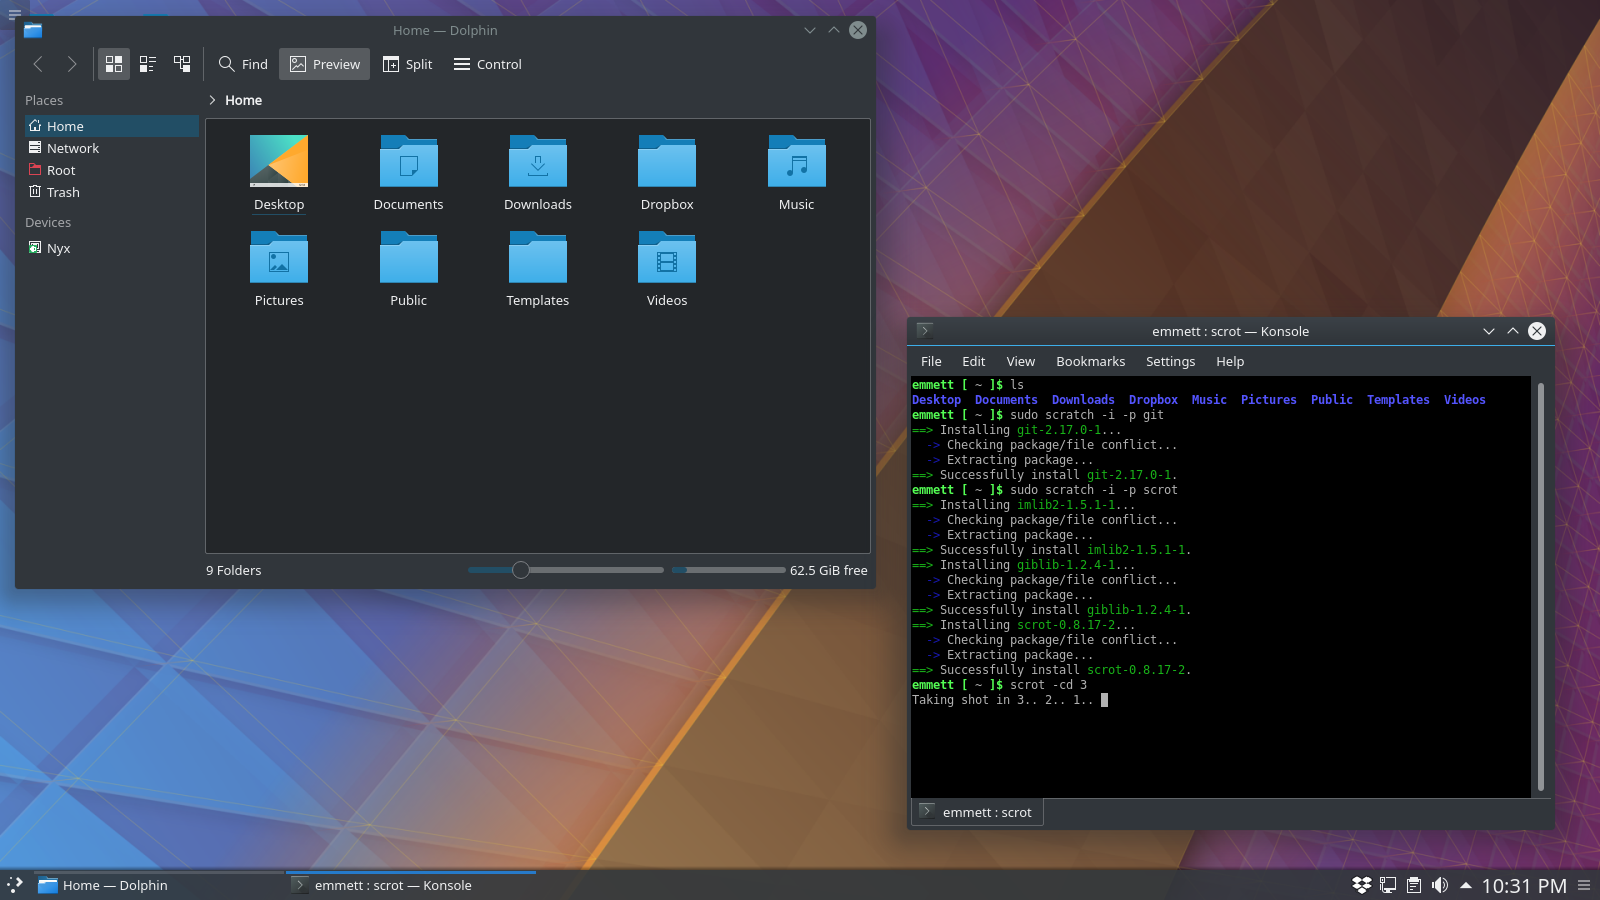 Home — Dolphin
Find Preview Split Control
Places
Home
Network
Root
Trash
Devices
Nyx
Home
Desktop Documents Downloads Dropbox Music
Pictures Public Templates Videos
9 Folders 62.5 GiB free
emmett : scrot — Konsole
File Edit View Bookmarks Settings Help
emmett [ ~ ]$ ls
Desktop Documents Downloads Dropbox Music Pictures Public Templates Videos
emmett [ ~ ]$ sudo scratch -i -p git
==> Installing git-2.17.0-1...
-> Checking package/file conflict...
-> Extracting package...
==> Successfully install git-2.17.0-1.
emmett [ ~ ]$ sudo scratch -i -p scrot
==> Installing imlib2-1.5.1-1...
-> Checking package/file conflict...
-> Extracting package...
==> Successfully install imlib2-1.5.1-1.
==> Installing giblib-1.2.4-1...
-> Checking package/file conflict...
-> Extracting package...
==> Successfully install giblib-1.2.4-1.
==> Installing scrot-0.8.17-2...
-> Checking package/file conflict...
-> Extracting package...
==> Successfully install scrot-0.8.17-2.
emmett [ ~ ]$ scrot -cd 3
Taking shot in 3.. 2.. 1..
emmett : scrot
Home — Dolphin emmett : scrot — Konsole 10:31 PM